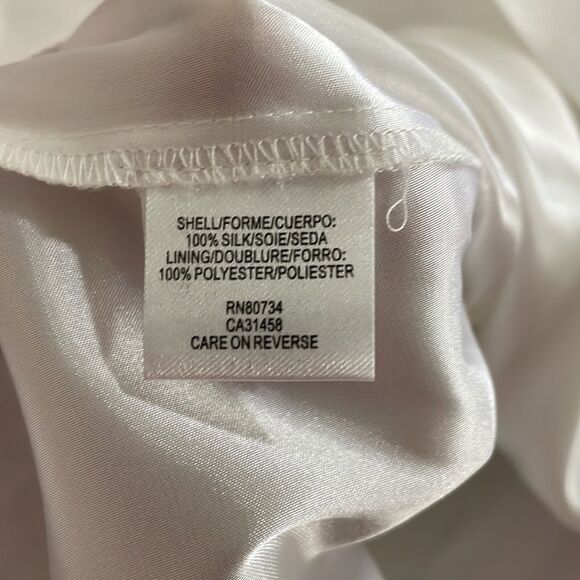 SHELL/FORME/CUERPO:
100% SILK/SOIE/SEDA
LINING/DOUBLURE/FORRO:
100% POLYESTER/POLIESTER
RN80734
CA31458
CARE ON REVERSE